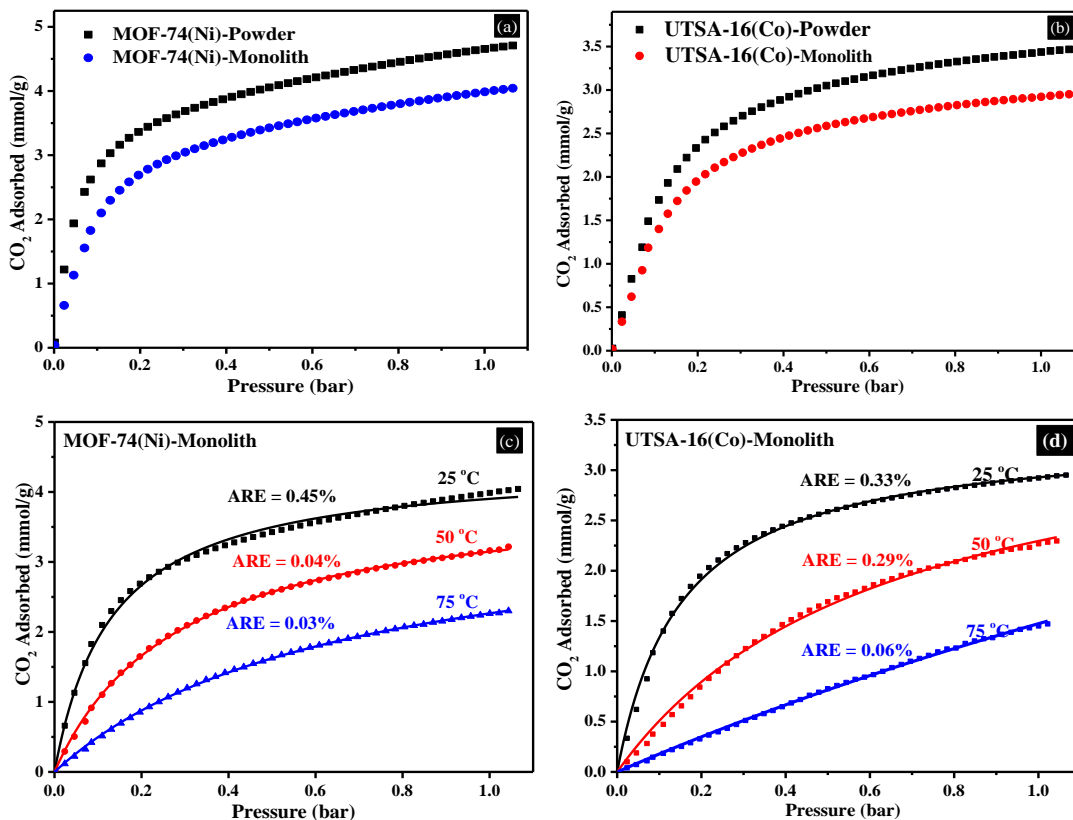 (a)
MOF-74(Ni)-Powder
MOF-74(Ni)-Monolith
CO2 Adsorbed (mmol/g)
5
4
3
2
1
0
0.0 0.2 0.4 0.6 0.8 1.0
Pressure (bar)
(b)
UTSA-16(Co)-Powder
UTSA-16(Co)-Monolith
CO2 Adsorbed (mmol/g)
3.5
3.0
2.5
2.0
1.5
1.0
0.5
0.0
0.0 0.2 0.4 0.6 0.8 1.0
Pressure (bar)
MOF-74(Ni)-Monolith
(c)
25 °C
ARE = 0.45%
50 °C
ARE = 0.04%
75 °C
ARE = 0.03%
CO2 Adsorbed (mmol/g)
5
4
3
2
1
0
0.0 0.2 0.4 0.6 0.8 1.0
Pressure (bar)
UTSA-16(Co)-Monolith
(d)
25 °C
ARE = 0.33%
50 °C
ARE = 0.29%
75 °C
ARE = 0.06%
CO2 Adsorbed (mmol/g)
3.5
3.0
2.5
2.0
1.5
1.0
0.5
0.0
0.0 0.2 0.4 0.6 0.8 1.0
Pressure (bar)